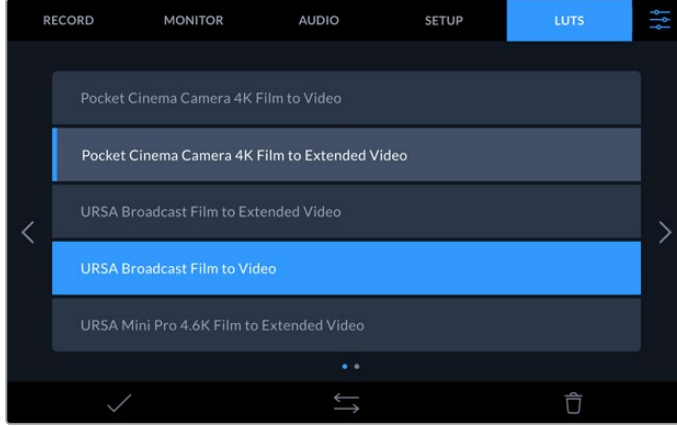 RECORD MONITOR AUDIO SETUP LUTS
Pocket Cinema Camera 4K Film to Video
Pocket Cinema Camera 4K Film to Extended Video
URSA Broadcast Film to Extended Video
URSA Broadcast Film to Video
URSA Mini Pro 4.6K Film to Extended Video